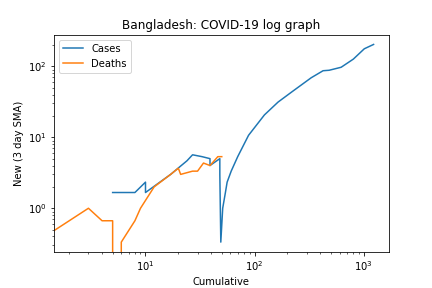 Bangladesh: COVID-19 log graph
Cases
Deaths
New (3 day SMA)
10²
10¹
10⁰
10¹
10²
10³
Cumulative